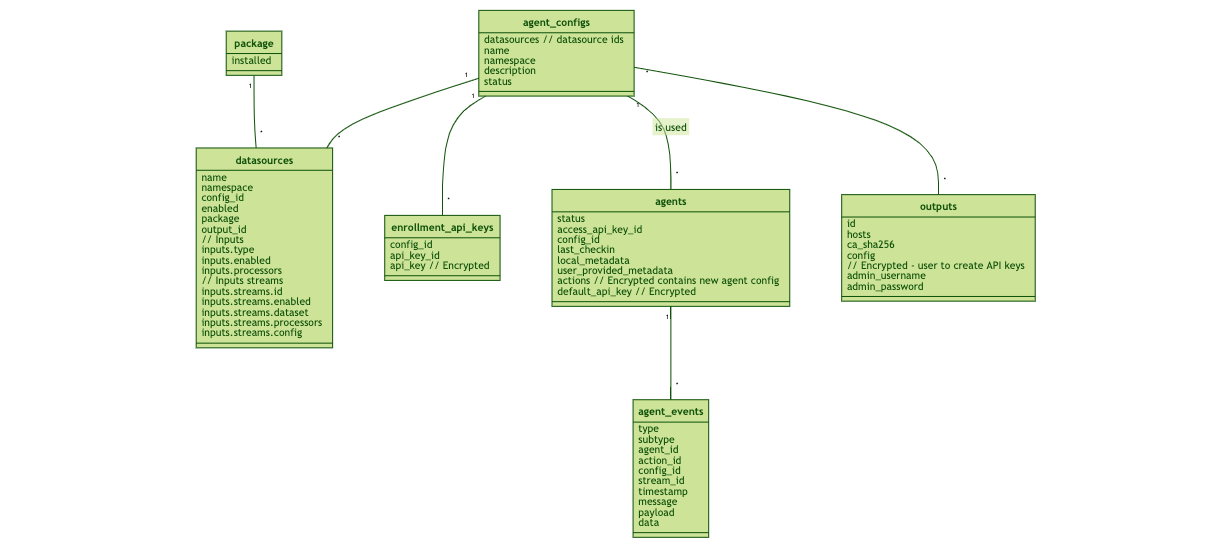 agent_configs
datasources // datasource ids
name
namespace
description
status
package
installed
1
1
1
1
*
*
*
is used
*
*
*
datasources
name
namespace
config_id
enabled
package
output_id
// Inputs
inputs.type
inputs.enabled
inputs.processors
// Inputs streams
inputs.streams.id
inputs.streams.enabled
inputs.streams.dataset
inputs.streams.processors
inputs.streams.config
enrollment_api_keys
config_id
api_key_id
api_key // Encrypted
agents
status
access_api_key_id
config_id
last_checkin
local_metadata
user_provided_metadata
actions // Encrypted contains new agent config
default_api_key // Encrypted
outputs
id
hosts
ca_sha256
config
// Encrypted - user to create API keys
admin_username
admin_password
1
*
agent_events
type
subtype
agent_id
action_id
config_id
stream_id
timestamp
message
payload
data